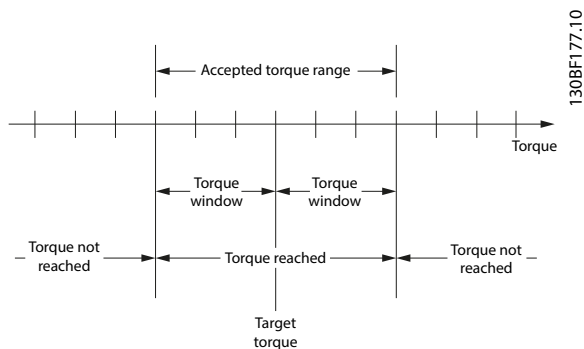 130BF177.10
Accepted torque range
Torque
Torque
window
Torque
window
Torque not
reached
Torque reached
Torque not
reached
Target
torque